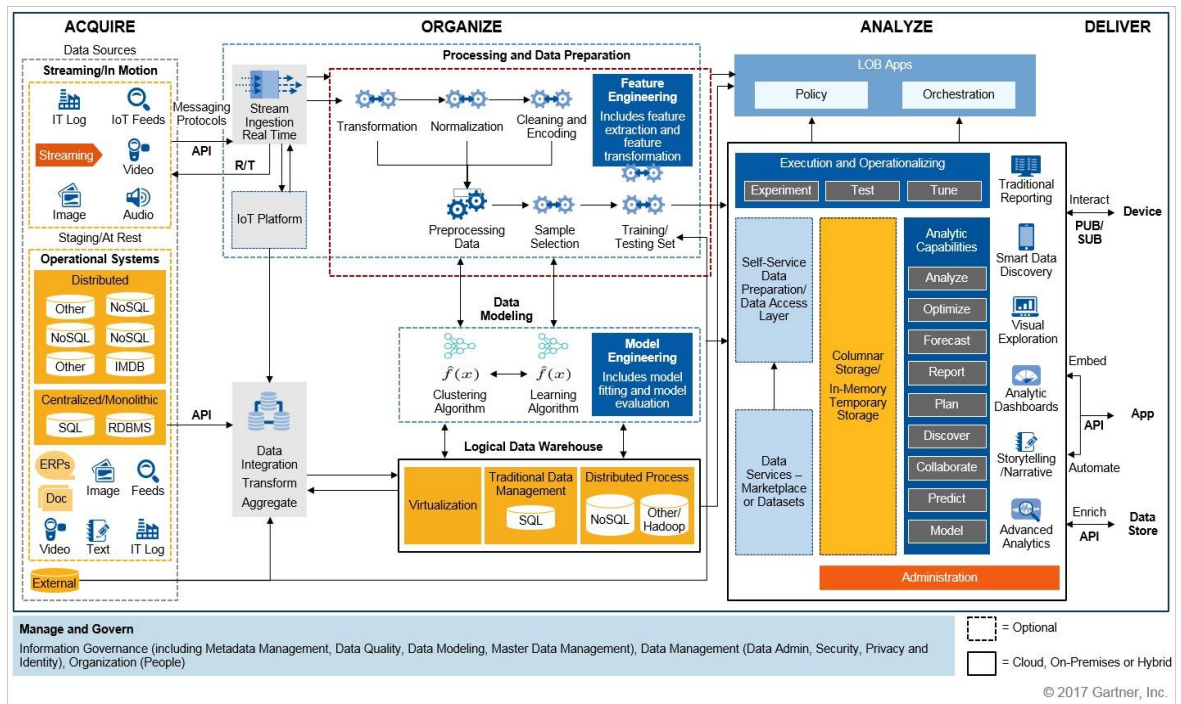 ACQUIRE
ORGANIZE
ANALYZE
DELIVER
Data Sources
Streaming/In Motion
IT Log
IoT Feeds
Streaming
Video
Image
Audio
Staging/At Rest
Operational Systems
Distributed
Other
NoSQL
NoSQL
NoSQL
Other
IMDB
Centralized/Monolithic
SQL
RDBMS
ERPs
Image
Feeds
Doc
Video
Text
IT Log
External
Messaging
Protocols
API
R/T
API
Processing and Data Preparation
Stream
Ingestion
Real Time
IoT Platform
Transformation
Normalization
Cleaning and
Encoding
Feature
Engineering
Includes feature
extraction and
feature
transformation
Preprocessing
Data
Sample
Selection
Training/
Testing Set
Data
Modeling
f̂(x)
Clustering
Algorithm
f̂(x)
Learning
Algorithm
Model
Engineering
Includes model
fitting and model
evaluation
Data
Integration
Transform
Aggregate
Logical Data Warehouse
Virtualization
Traditional Data
Management
SQL
Distributed Process
NoSQL
Other/
Hadoop
LOB Apps
Policy
Orchestration
Execution and Operationalizing
Experiment
Test
Tune
Self-Service
Data
Preparation/
Data Access
Layer
Data
Services –
Marketplace
or Datasets
Columnar
Storage/
In-Memory
Temporary
Storage
Analytic
Capabilities
Analyze
Optimize
Forecast
Report
Plan
Discover
Collaborate
Predict
Model
Traditional
Reporting
Smart Data
Discovery
Visual
Exploration
Analytic
Dashboards
Storytelling
/Narrative
Advanced
Analytics
Administration
Interact
PUB/
SUB
Device
Embed
API
App
Automate
Enrich
API
Data
Store
Manage and Govern
Information Governance (including Metadata Management, Data Quality, Data Modeling, Master Data Management), Data Management (Data Admin, Security, Privacy and
Identity), Organization (People)
= Optional
= Cloud, On-Premises or Hybrid
© 2017 Gartner, Inc.